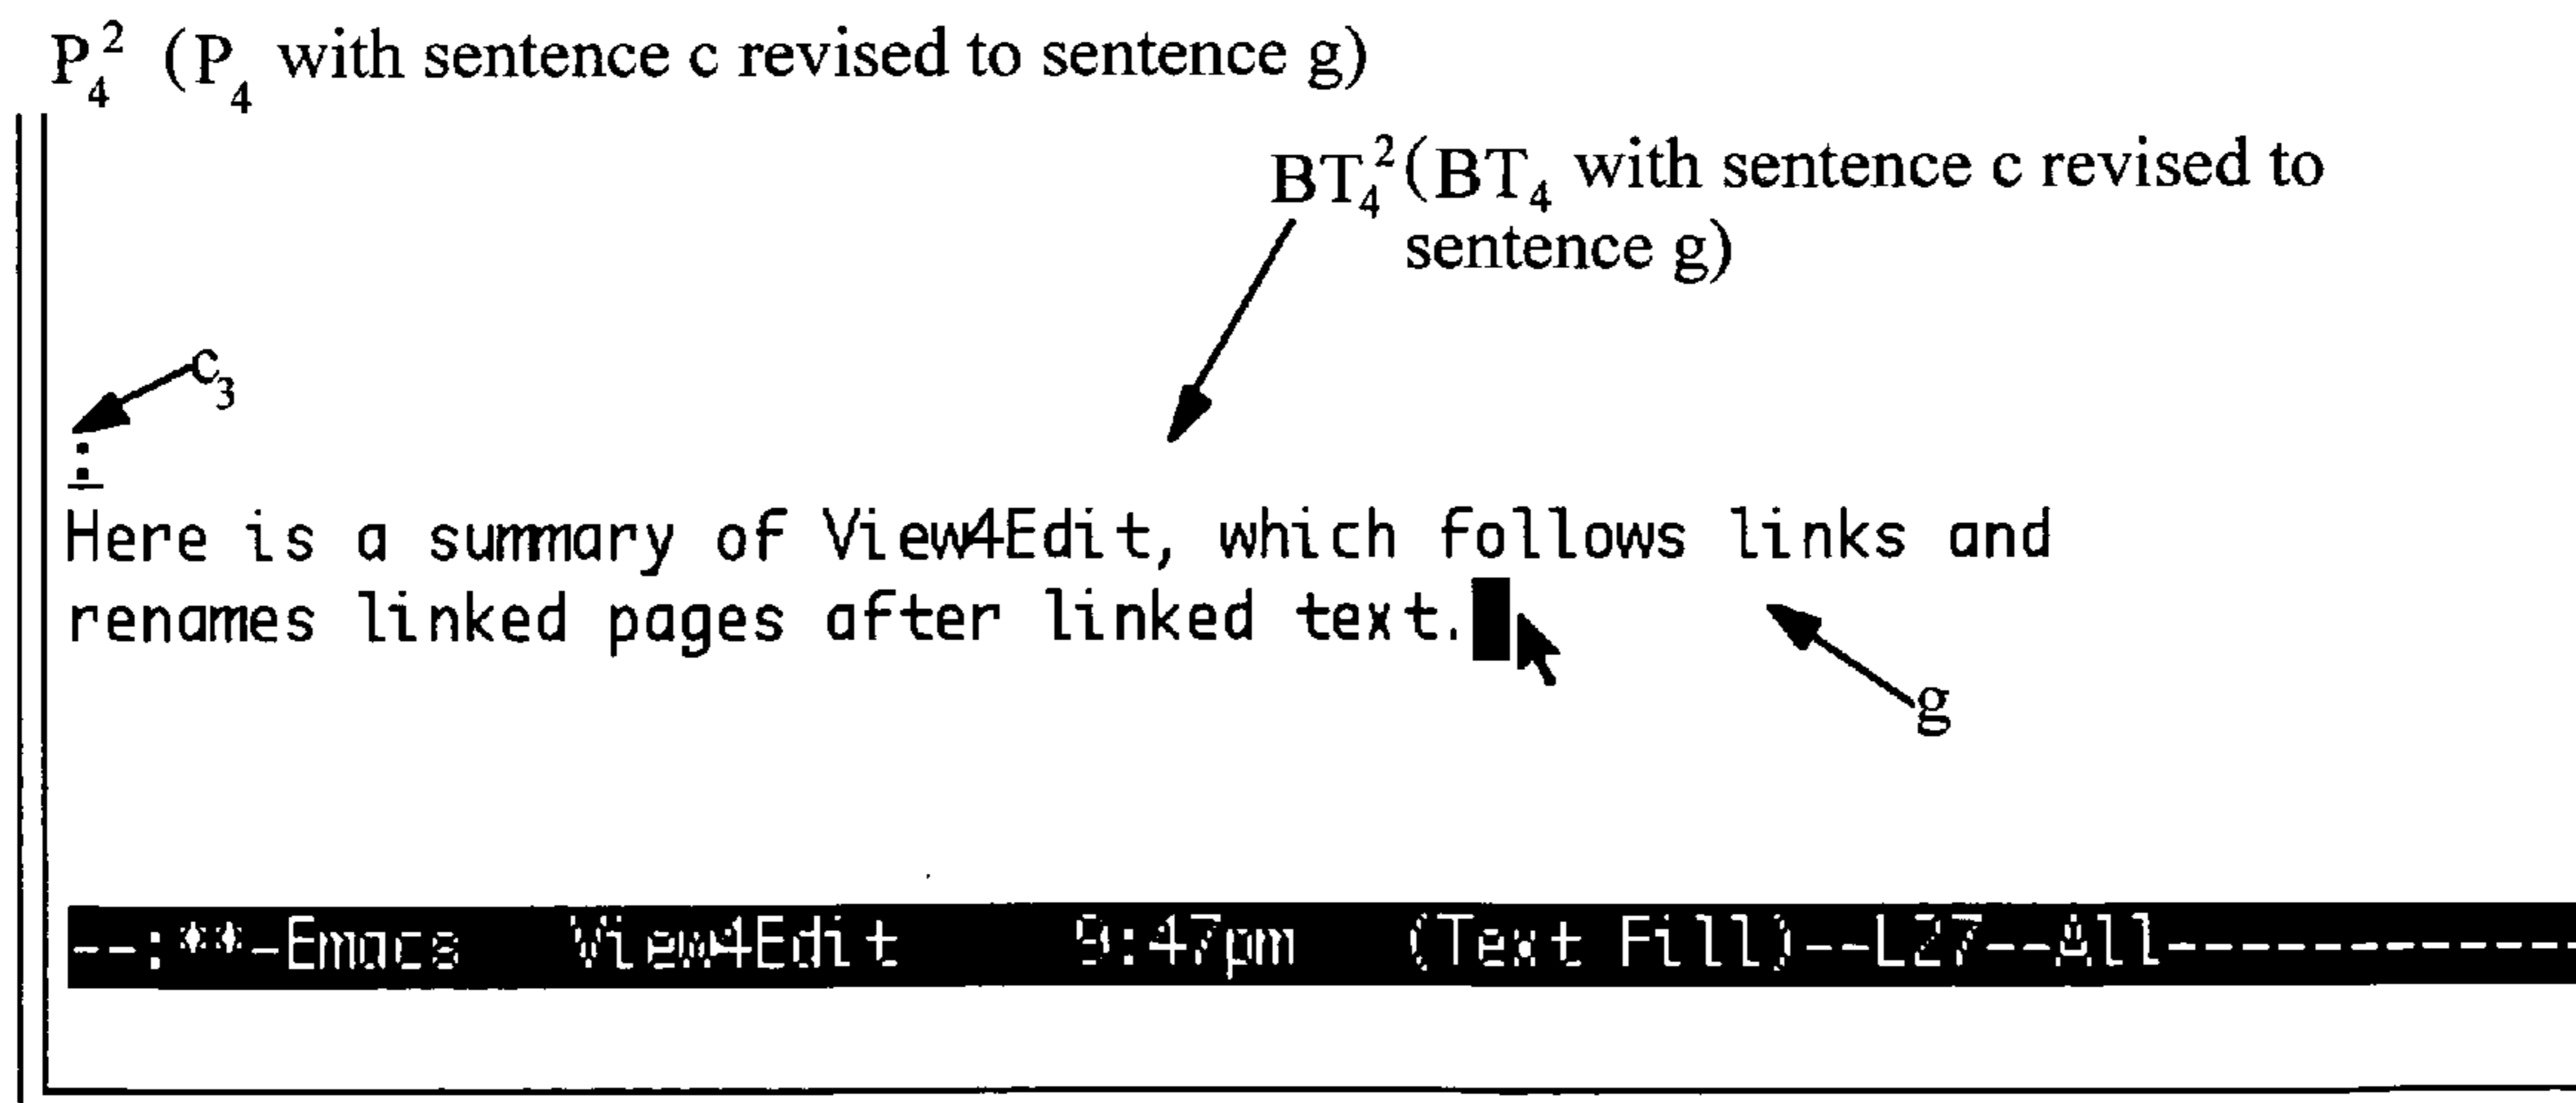 P₄² (P₄ with sentence c revised to sentence g)
BT₄² (BT₄ with sentence c revised to
sentence g)
c₃
:
Here is a summary of View4Edit, which follows links and
renames linked pages after linked text.
g
--:**-Emacs View4Edit 9:47pm (Text Fill)--L27--All--------------